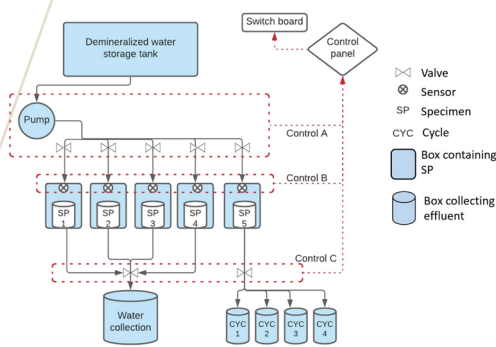 Switch board
Demineralized water
storage tank
Control
panel
Valve
Sensor
SP Specimen
CYC Cycle
Box containing
SP
Box collecting
effluent
Pump
Control A
Control B
SP
1
SP
2
SP
3
SP
4
SP
5
Control C
Water
collection
CYC
1
CYC
2
CYC
3
CYC
4